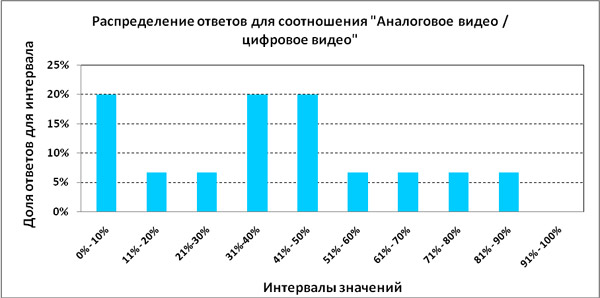 Распределение ответов для соотношения "Аналоговое видео /
цифровое видео"
Доля ответов для интервала
25%
20%
15%
10%
5%
0%
0% - 10%
11% - 20%
21%-30%
31%-40%
41% - 50%
51% - 60%
61% - 70%
71% - 80%
81% - 90%
91% - 100%
Интервалы значений